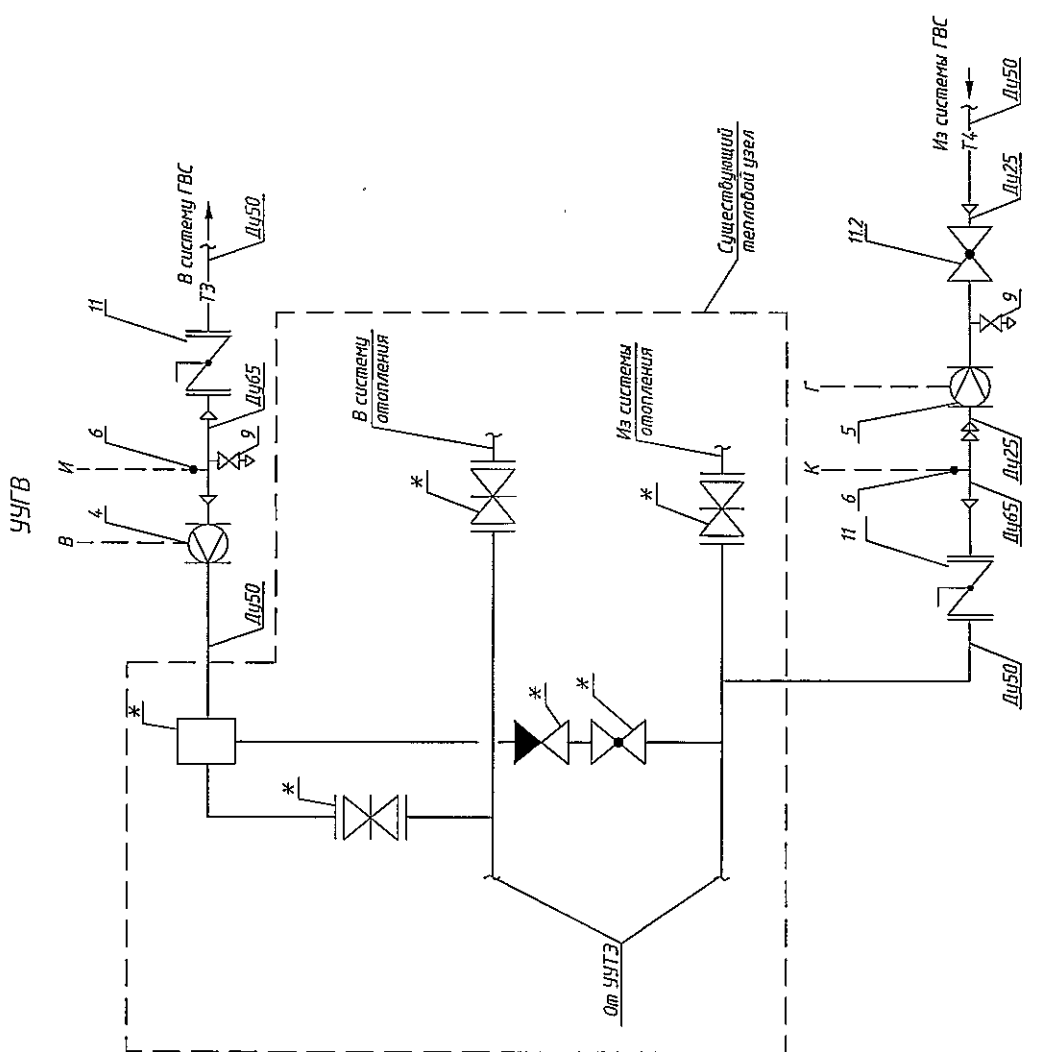 УУГВ
В
4
И
6
9
Ду50
Ду65
11
Т3
В систему ГВС
Ду50
*
*
*
*
*
*
В систему
отопления
Из системы
отопления
От УУТЭ
Существующий
тепловой узел
Г
5
К
6
11
Ду50
Ду65
Ду25
9
11.2
Ду25
Т4
Из системы ГВС
Ду50